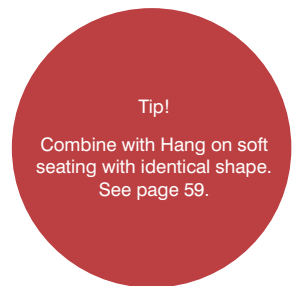 Tip!
Combine with Hang on soft
seating with identical shape.
See page 59.